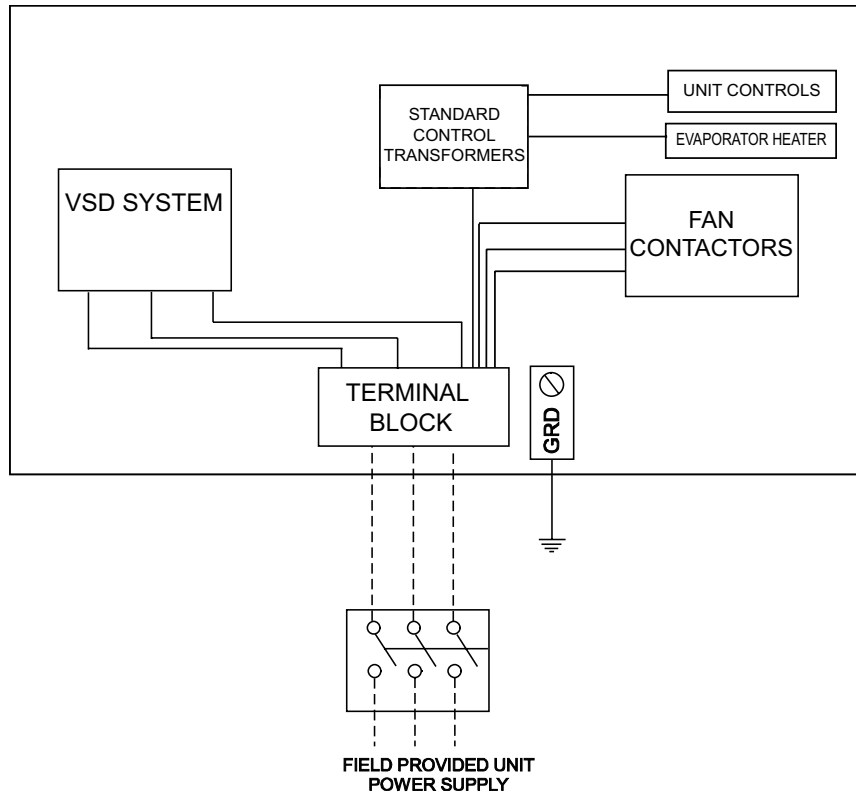 UNIT CONTROLS
STANDARD
CONTROL
TRANSFORMERS
EVAPORATOR HEATER
VSD SYSTEM
FAN
CONTACTORS
TERMINAL
BLOCK
GRD
FIELD PROVIDED UNIT
POWER SUPPLY